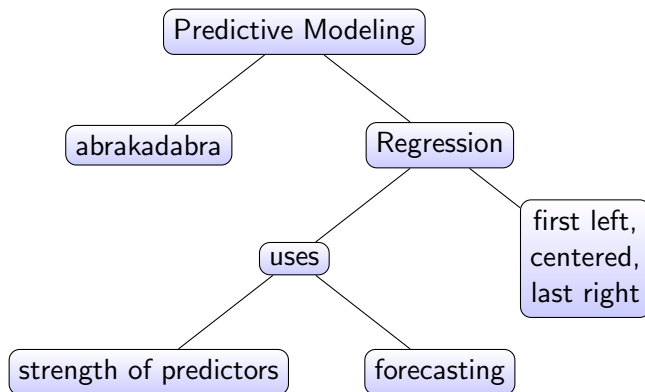 Predictive Modeling
abrakadabra
Regression
uses
first left,
centered,
last right
strength of predictors
forecasting